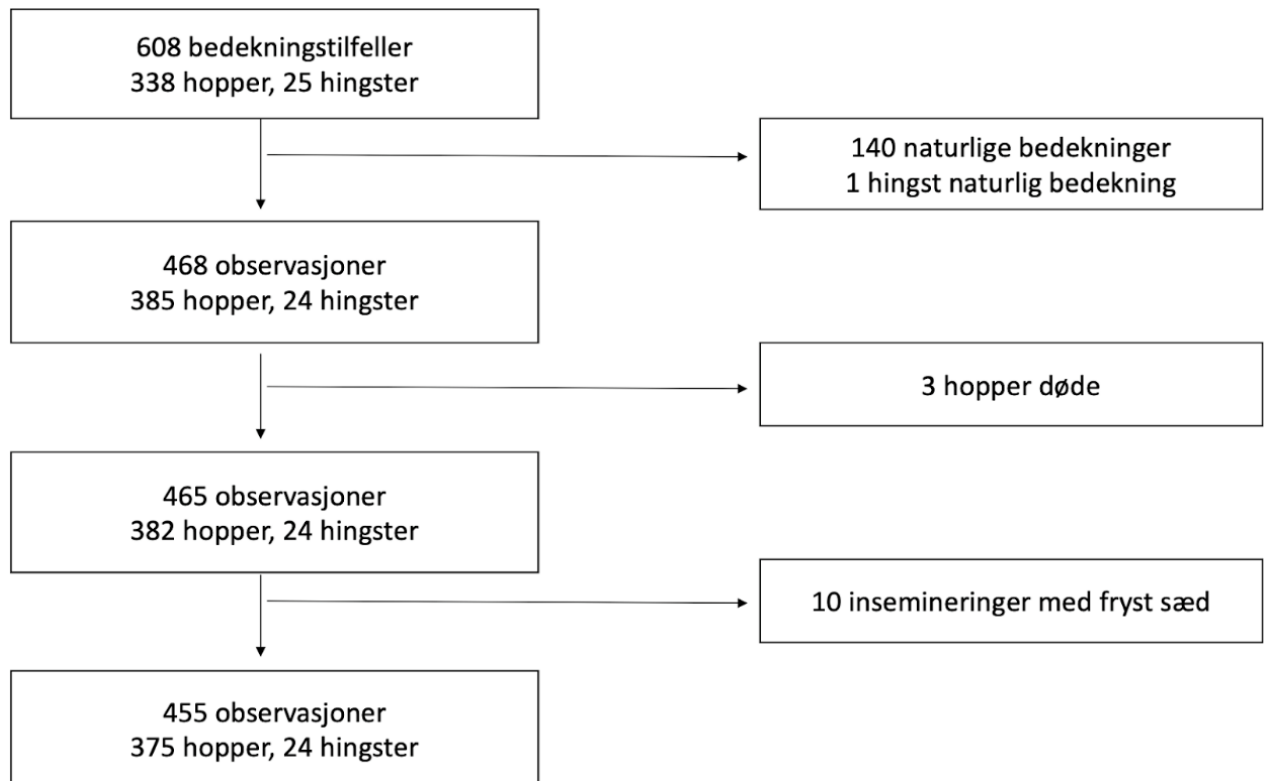 608 bedekningstilfeller
338 hopper, 25 hingster
140 naturlige bedekninger
1 hingst naturlig bedekning
468 observasjoner
385 hopper, 24 hingster
3 hopper døde
465 observasjoner
382 hopper, 24 hingster
10 insemineringer med fryst sæd
455 observasjoner
375 hopper, 24 hingster